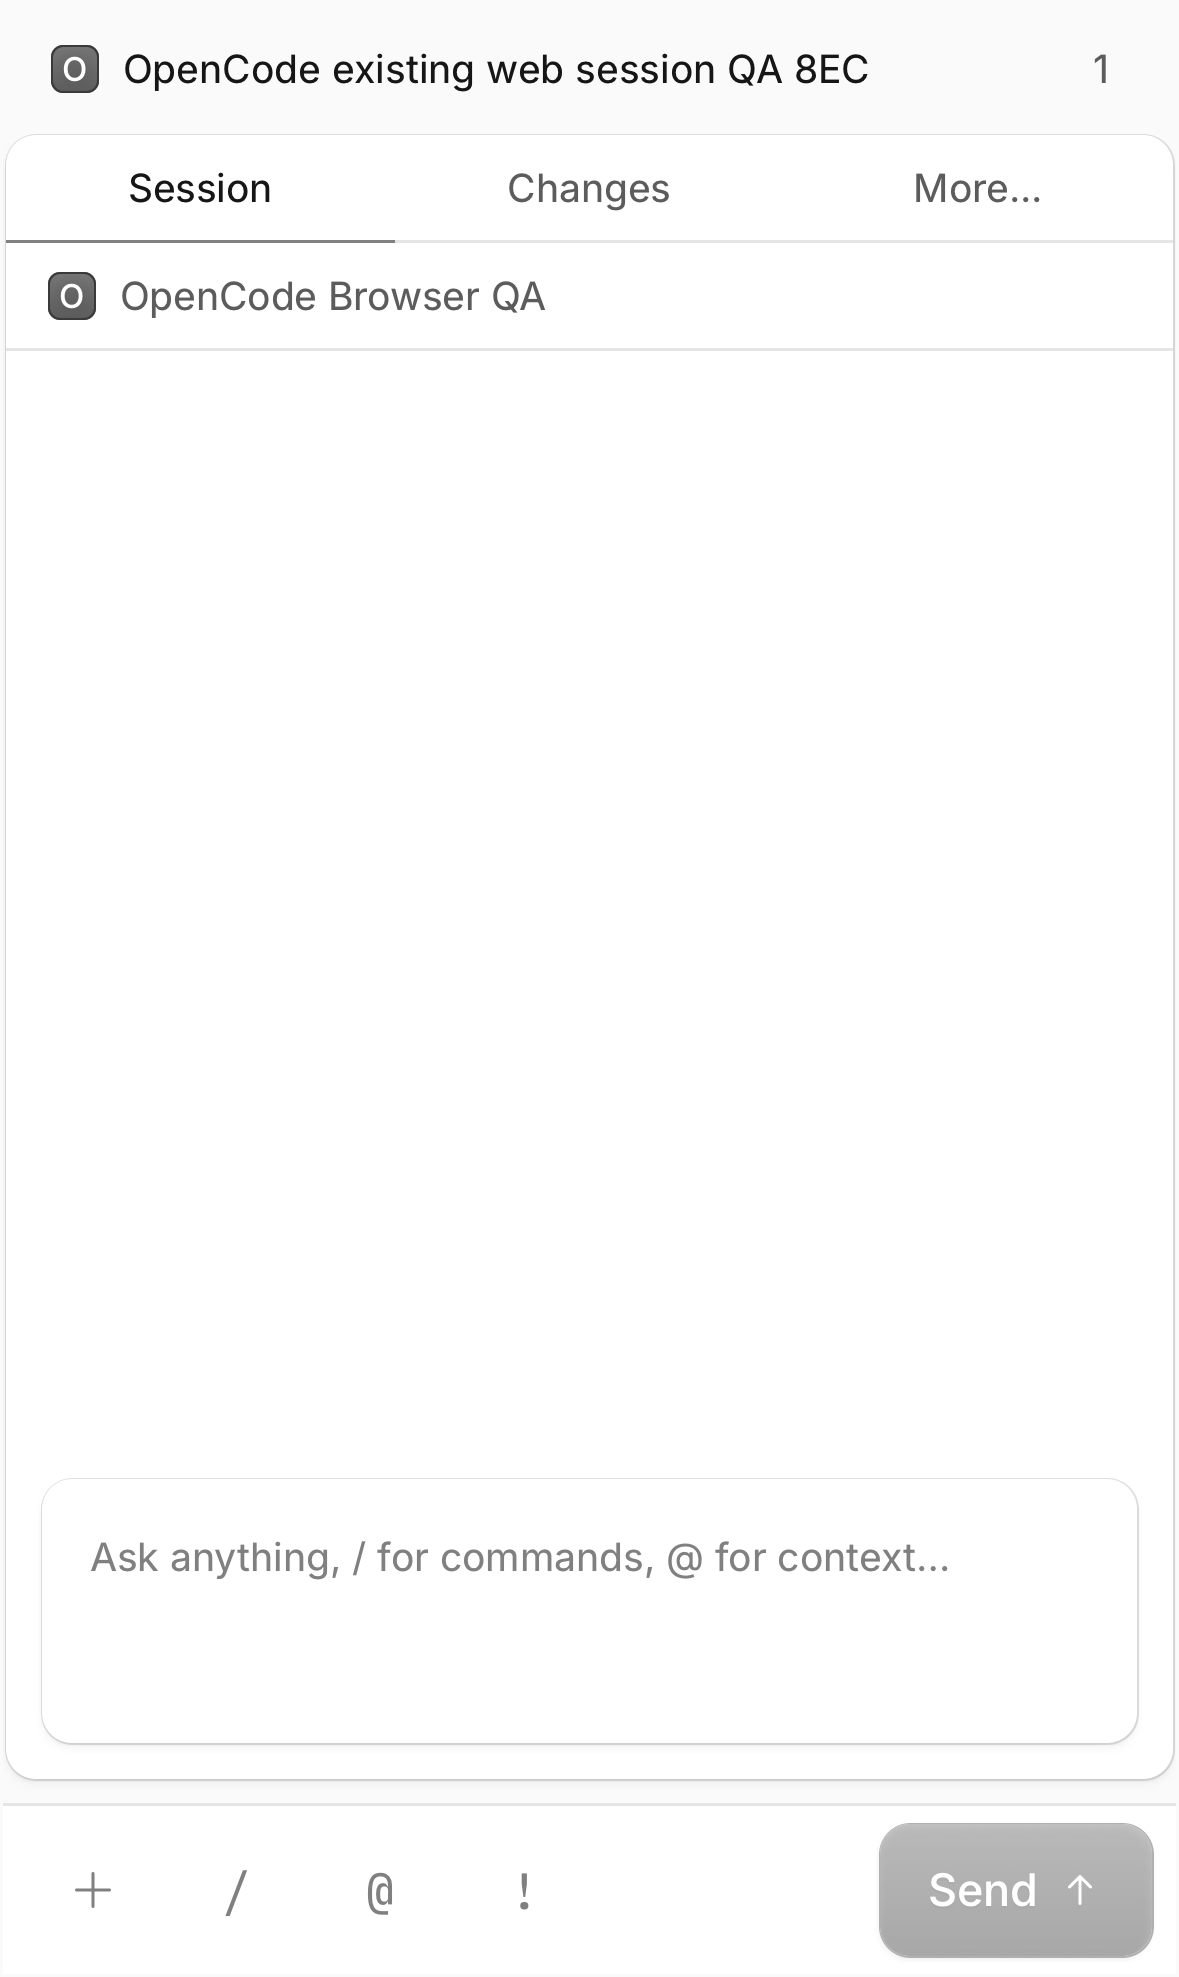 O OpenCode existing web session QA 8EC 1
Session Changes More...
O OpenCode Browser QA
Ask anything, / for commands, @ for context...
+ / @ ! Send ↑